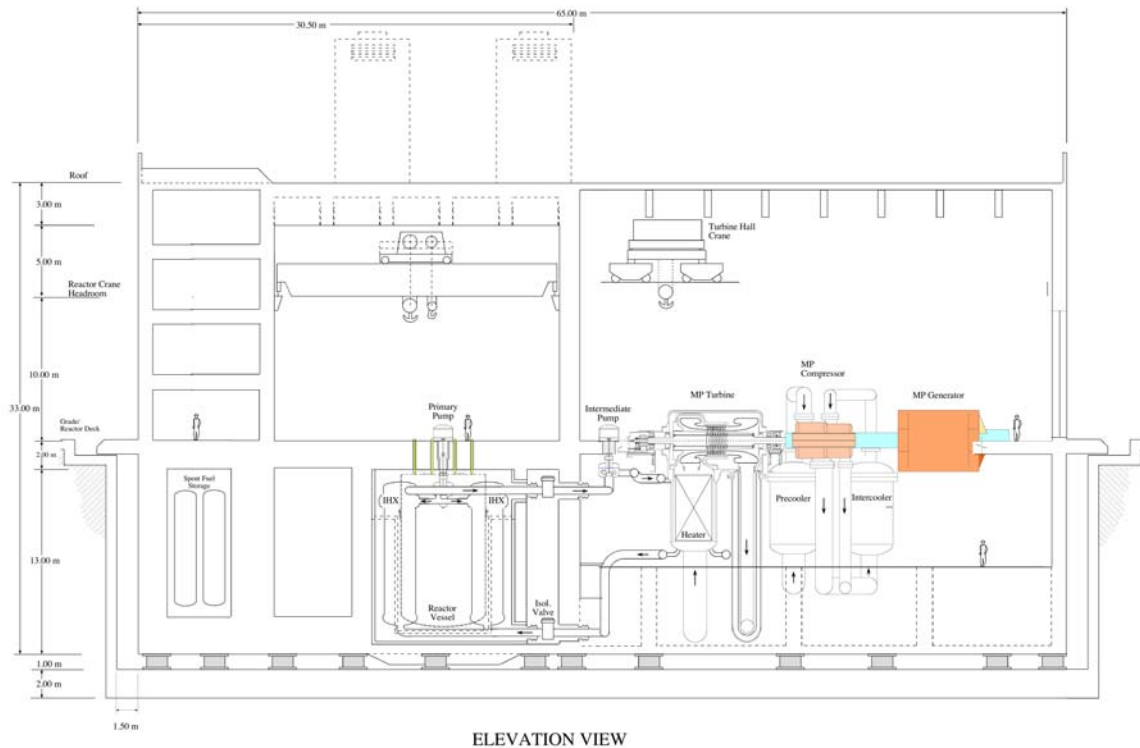 65.00 m
30.50 m
Roof
3.00 m
Turbine Hall
Crane
5.00 m
Reactor Crane
Headroom
10.00 m
33.00 m
MP
Compressor
MP Turbine
MP Generator
Primary
Pump
Intermediate
Pump
Grade/
Reactor Deck
2.00 m
Spent Fuel
Storage
IHX
IHX
Precooler
Intercooler
Heater
13.00 m
Reactor
Vessel
Isol.
Valve
1.00 m
2.00 m
1.50 m
ELEVATION VIEW